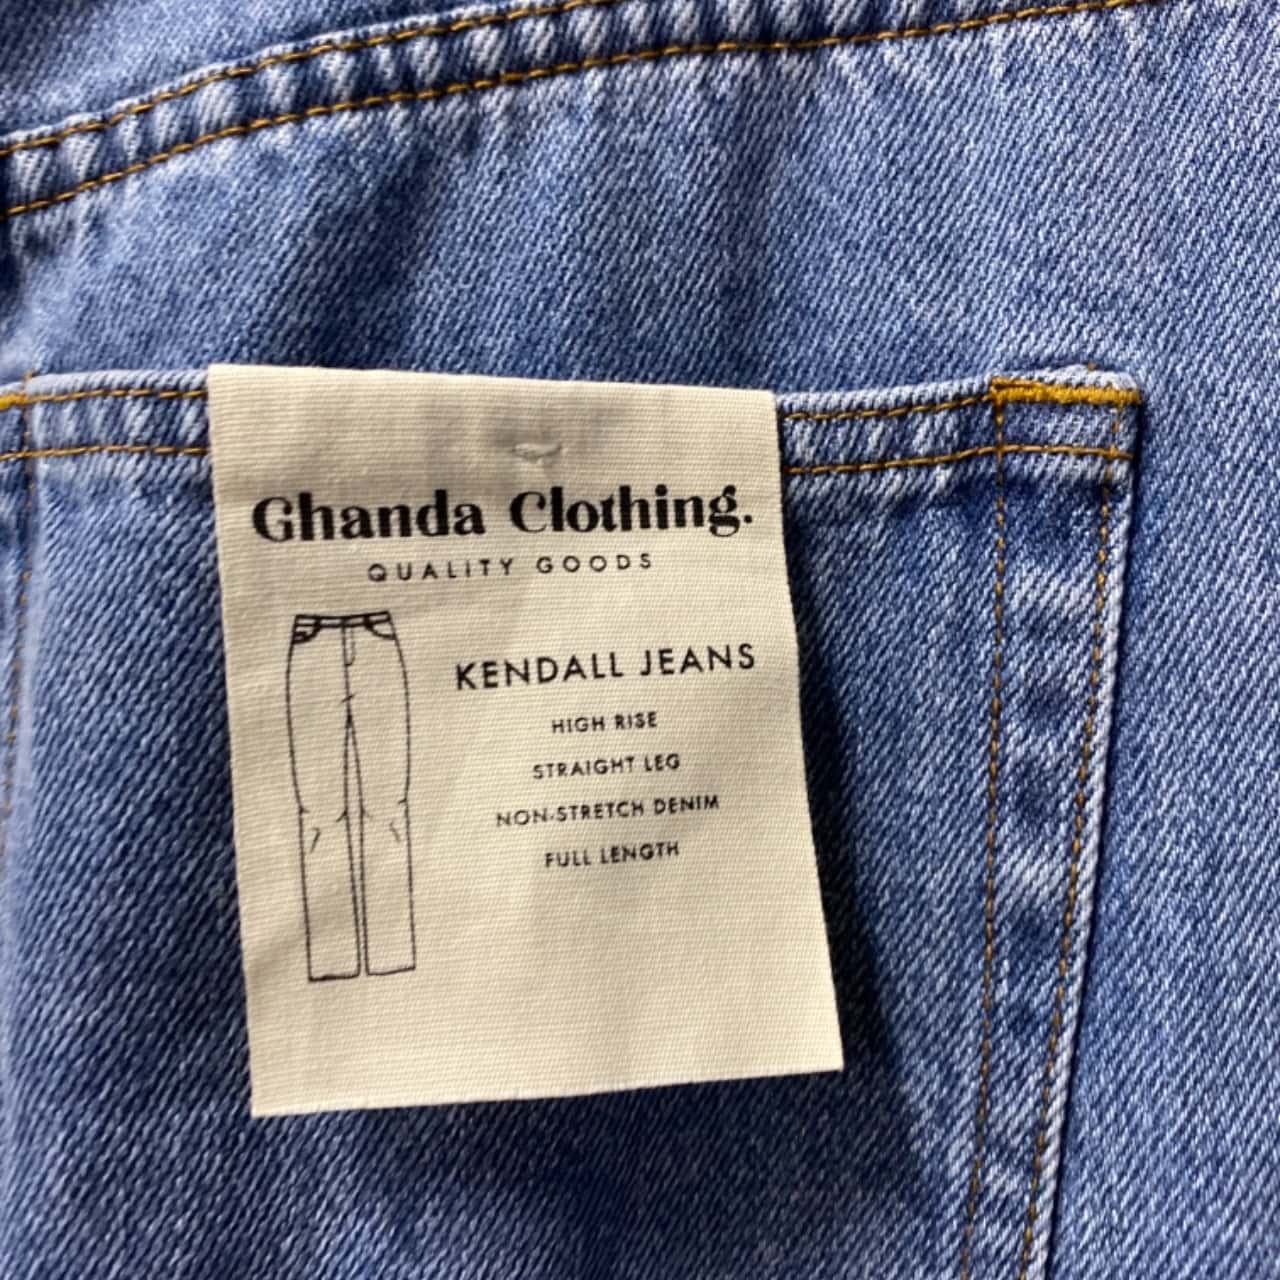 Ghanda Clothing.
QUALITY GOODS
KENDALL JEANS
HIGH RISE
STRAIGHT LEG
NON-STRETCH DENIM
FULL LENGTH